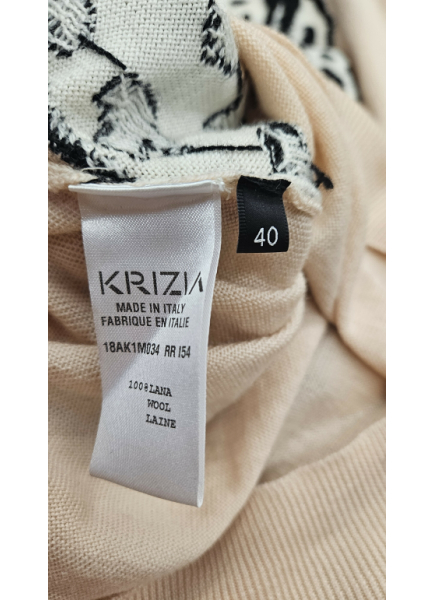 40
KRIZIA
MADE IN ITALY
FABRIQUE EN ITALIE
18AK1M034 RR 154
100%LANA
WOOL
LAINE